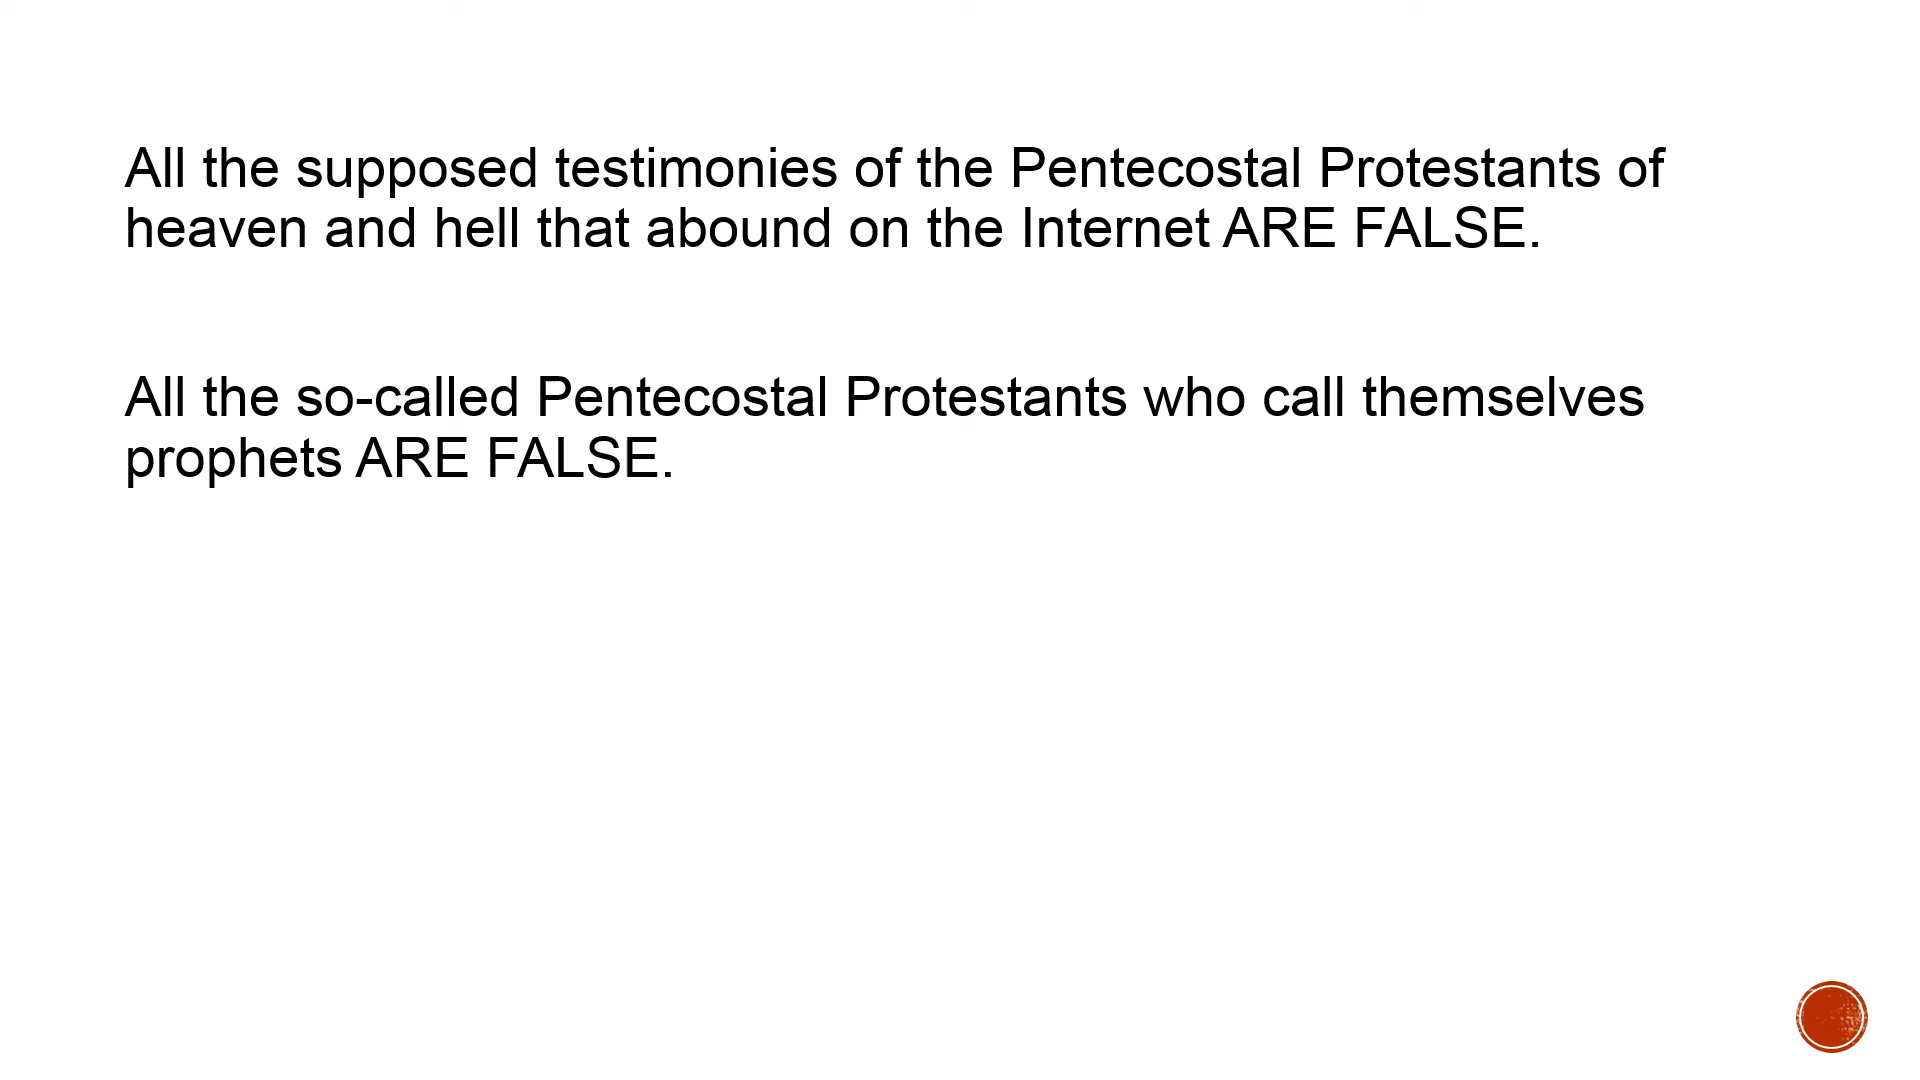 All the supposed testimonies of the Pentecostal Protestants of
heaven and hell that abound on the Internet ARE FALSE.
All the so-called Pentecostal Protestants who call themselves
prophets ARE FALSE.